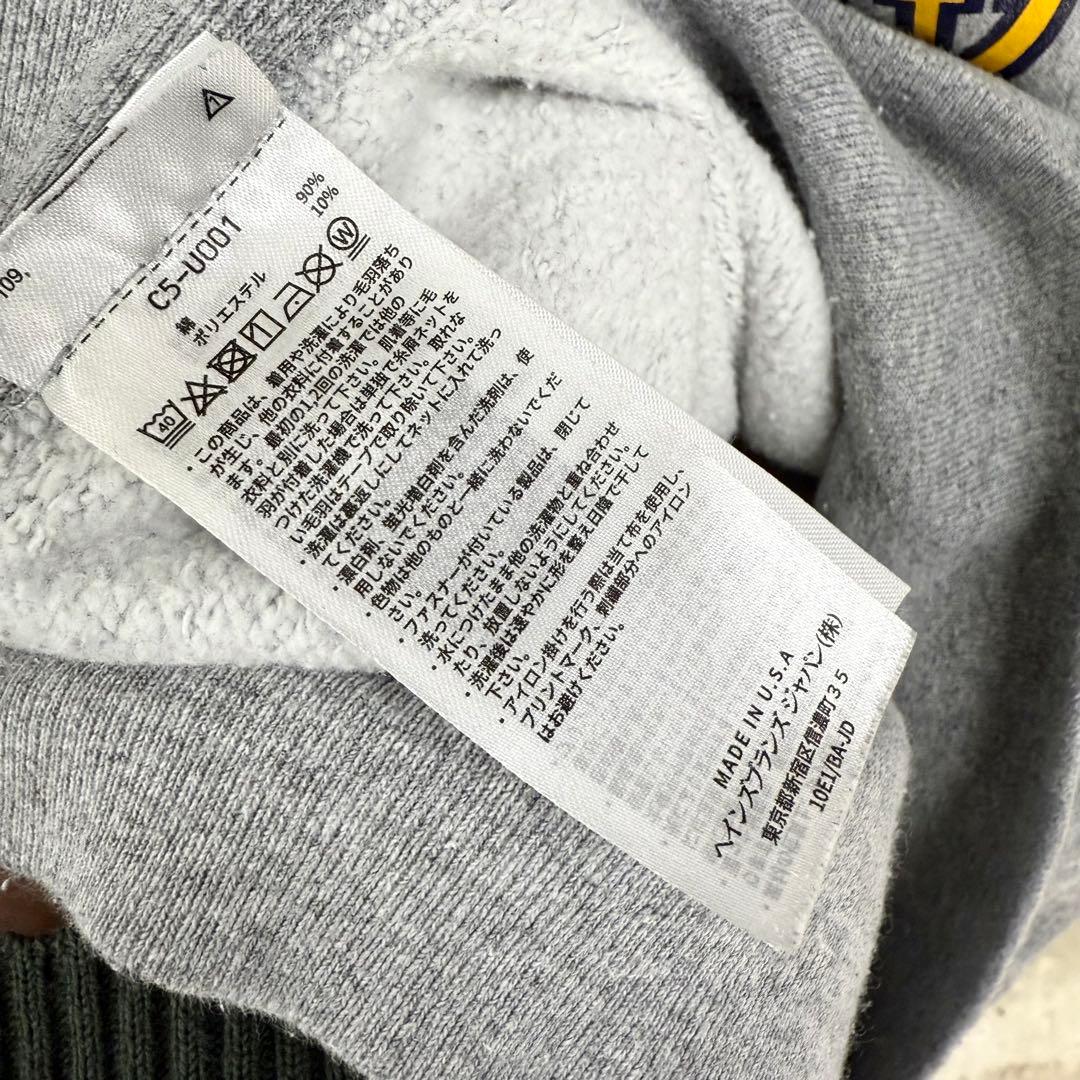 109,
C5-U001
綿 90%
ポリエステル 10%
40
W
・この商品は、着用や洗濯により毛羽落ち
が生じ、他の衣料に付着することがあり
ます。最初の1,2回の洗濯では他の
衣料と別に洗って下さい。肌着等に毛
羽が付着した場合は単独で糸屑ネットを
つけた洗濯機で洗って下さい。取れな
い毛羽はテープで取り除いて下さい。
・洗濯は裏返しにしてネットに入れて洗っ
てください。
・漂白剤、蛍光増白剤を含んだ洗剤は、使
用しないでください。
・色物は他のものと一緒に洗わないでくだ
さい。
・ファスナーが付いている製品は、閉じて
洗ってください。
・水につけたまま他の洗濯物と重ね合わせ
たり、放置しないようにしてください。
・洗濯後は速やかに形を整え日陰で干して
下さい。
・アイロン掛けを行う際は当て布を使用し、
プリントマーク、刺繍部分へのアイロン
はお避けください。
MADE IN U.S.A
ヘインズブランズ ジャパン(株)
東京都新宿区信濃町35
10E1/BA-JD